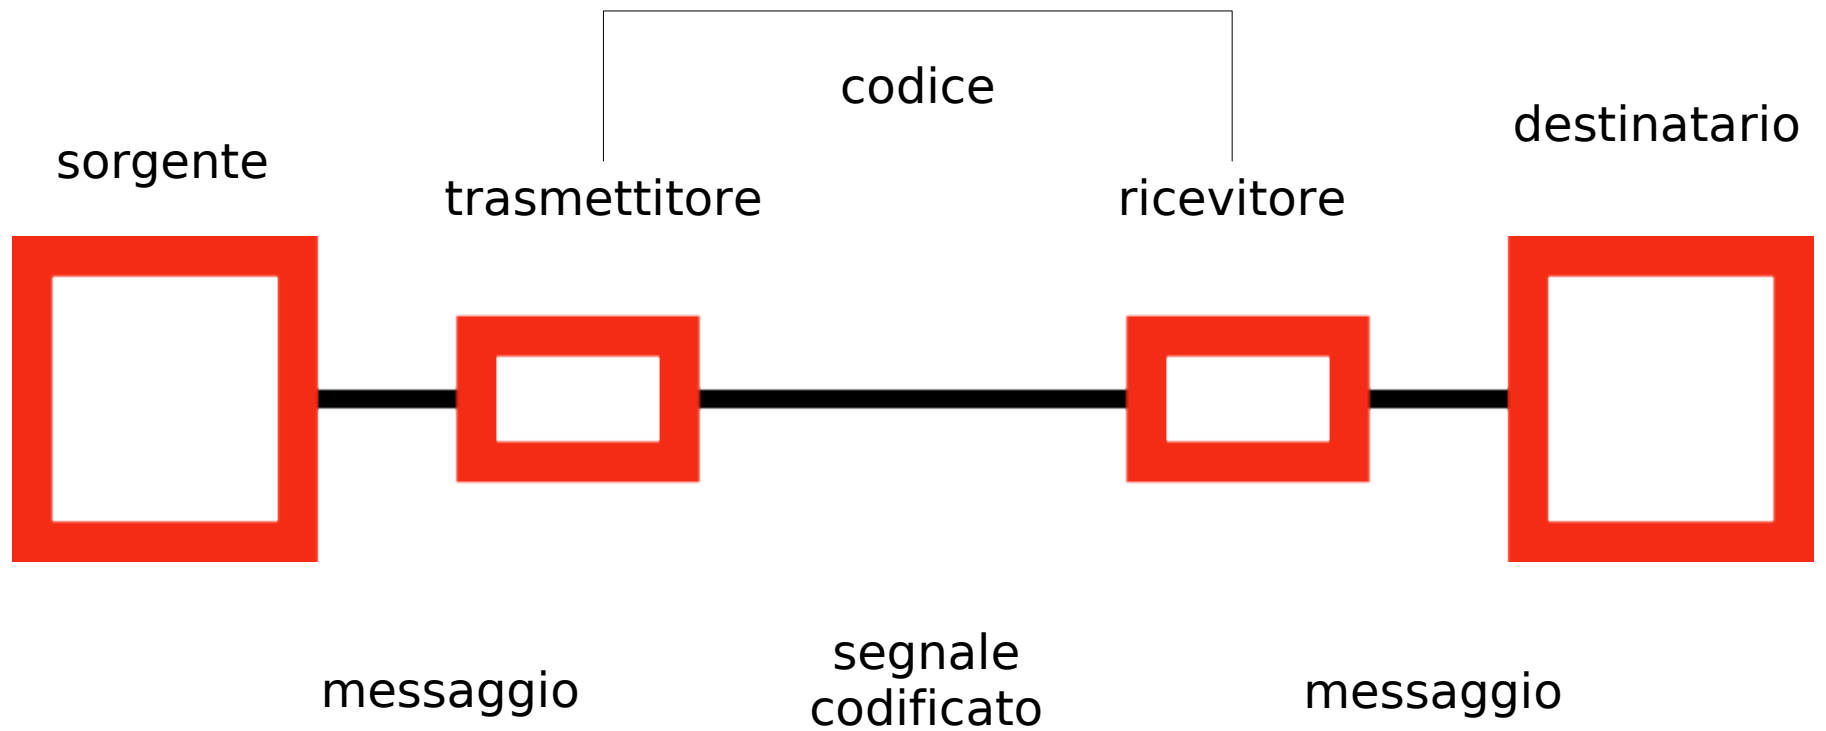 codice
sorgente
destinatario
trasmettitore
ricevitore
messaggio
segnale
codificato
messaggio